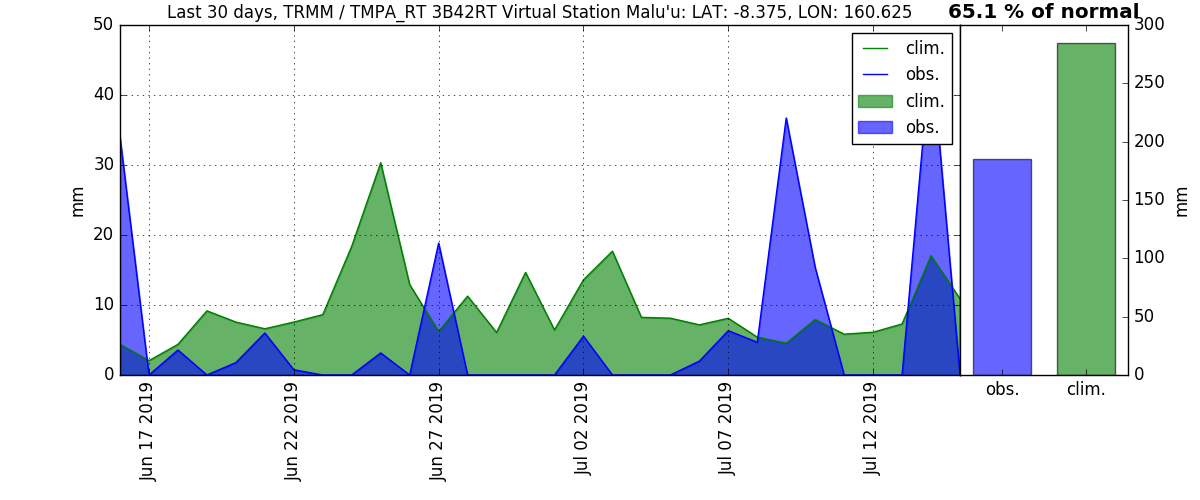 Last 30 days, TRMM / TMPA_RT 3B42RT Virtual Station Malu'u: LAT: -8.375, LON: 160.625
65.1 % of normal
50
40
30
20
10
0
mm
clim.
obs.
clim.
obs.
300
250
200
150
100
50
0
mm
obs.
clim.
Jun 17 2019
Jun 22 2019
Jun 27 2019
Jul 02 2019
Jul 07 2019
Jul 12 2019